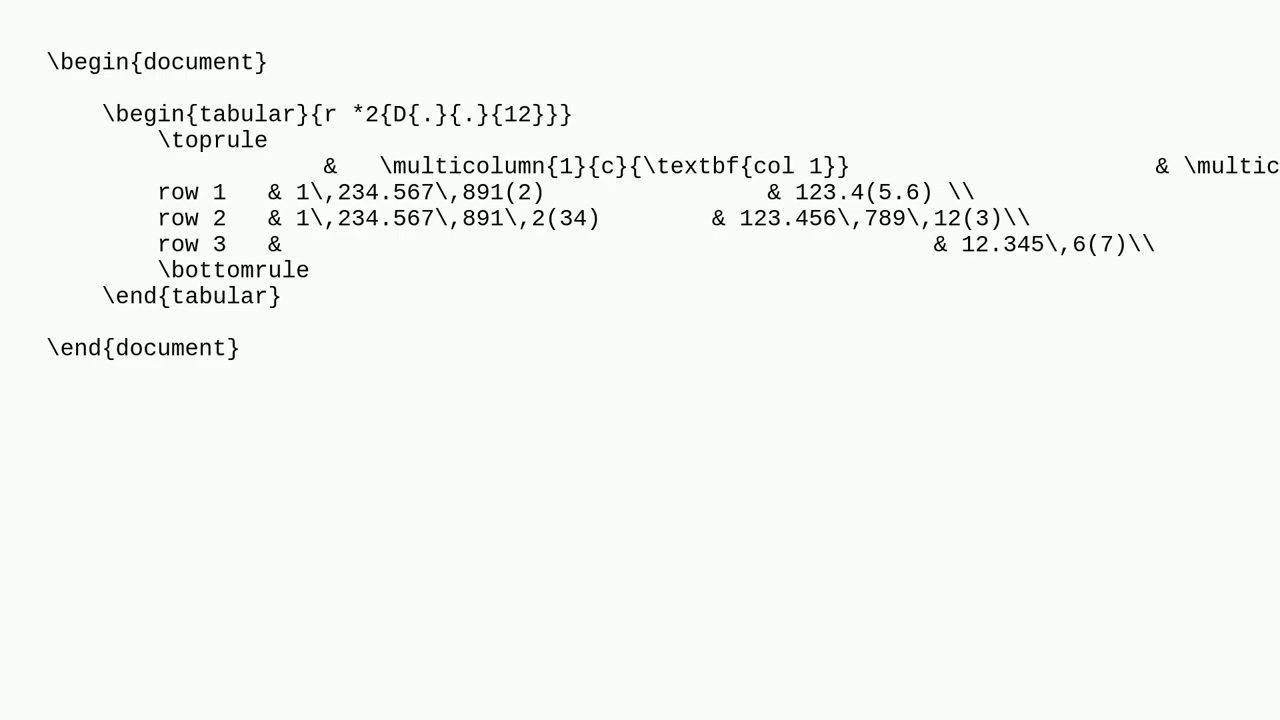 \begin{document}
    \begin{tabular}{r *2{D{.}{.}{12}}}
        \toprule
                    &   \multicolumn{1}{c}{\textbf{col 1}}                      & \multic
        row 1   & 1\,234.567\,891(2)                & 123.4(5.6) \\
        row 2   & 1\,234.567\,891\,2(34)        & 123.456\,789\,12(3)\\
        row 3   &                                               & 12.345\,6(7)\\
        \bottomrule
    \end{tabular}
\end{document}